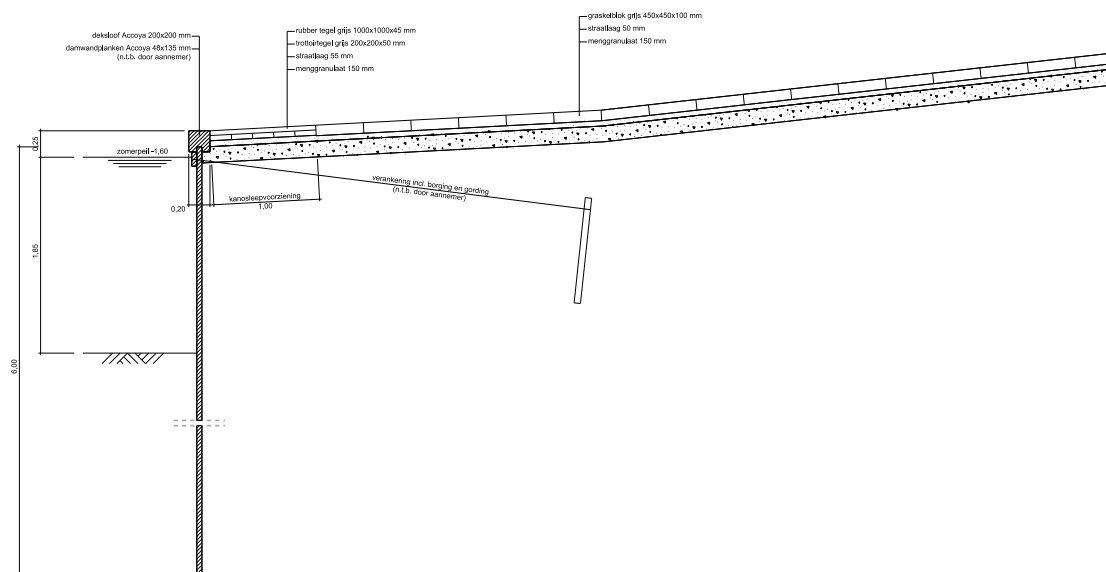 deksloof Accoya 200x200 mm
damwandplanken Accoya 48x135 mm
(n.t.b. door aannemer)
rubber tegel grijs 1000x1000x45 mm
trottoirtegel grijs 200x200x50 mm
straatlaag 55 mm
menggranulaat 150 mm
graskeiblok grijs 450x450x100 mm
straatlaag 50 mm
menggranulaat 150 mm
0,25
zomerpeil -1,60
verankering incl. borging en gording
(n.t.b. door aannemer)
kanosleepvoorziening
0,20
1,00
1,85
6,00